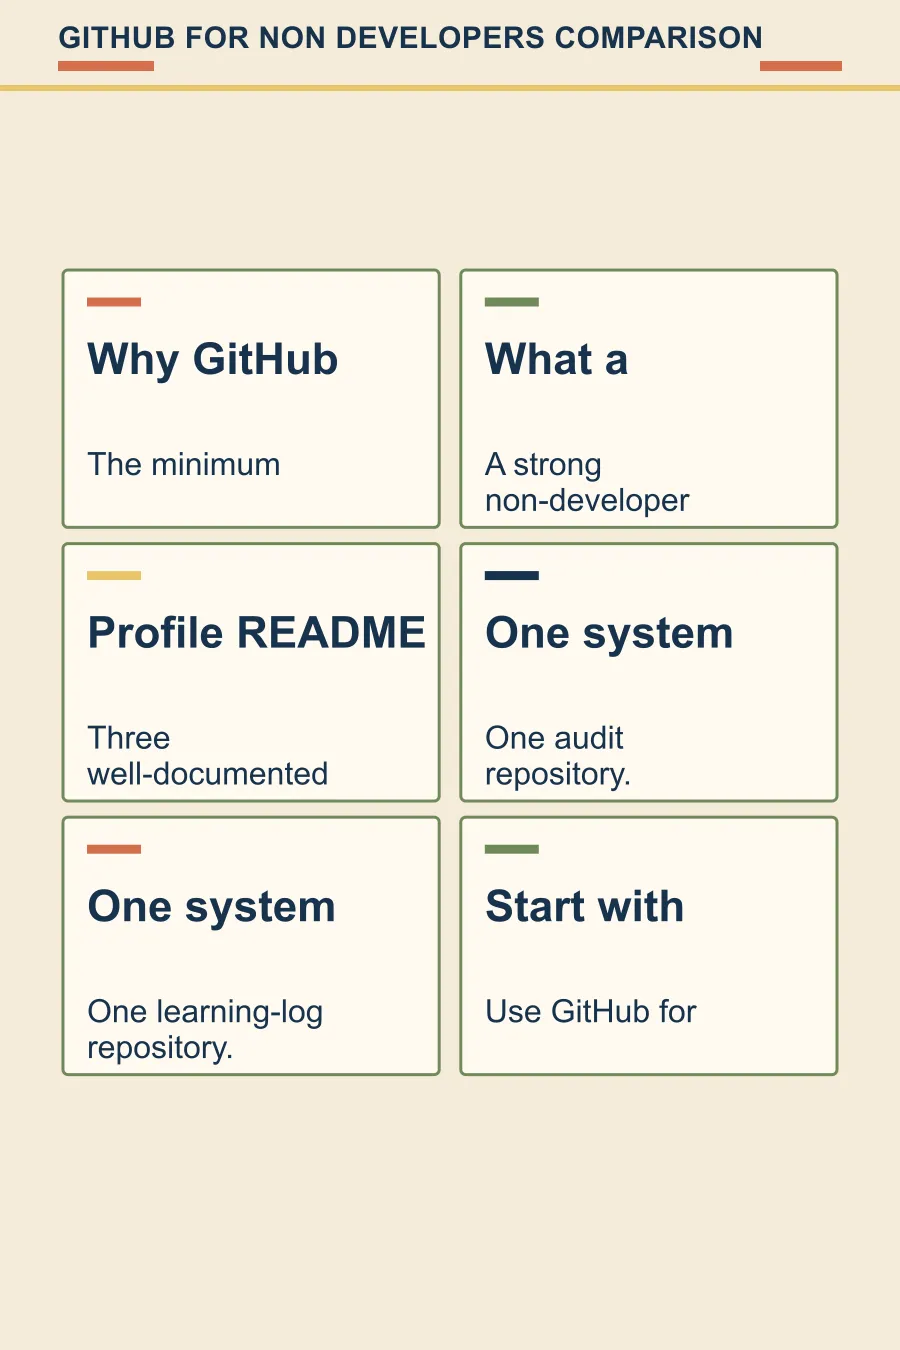 GITHUB FOR NON DEVELOPERS COMPARISON
Why GitHub
The minimum
What a
A strong
non-developer
Profile README
Three
well-documented
One system
One audit
repository.
One system
One learning-log
repository.
Start with
Use GitHub for